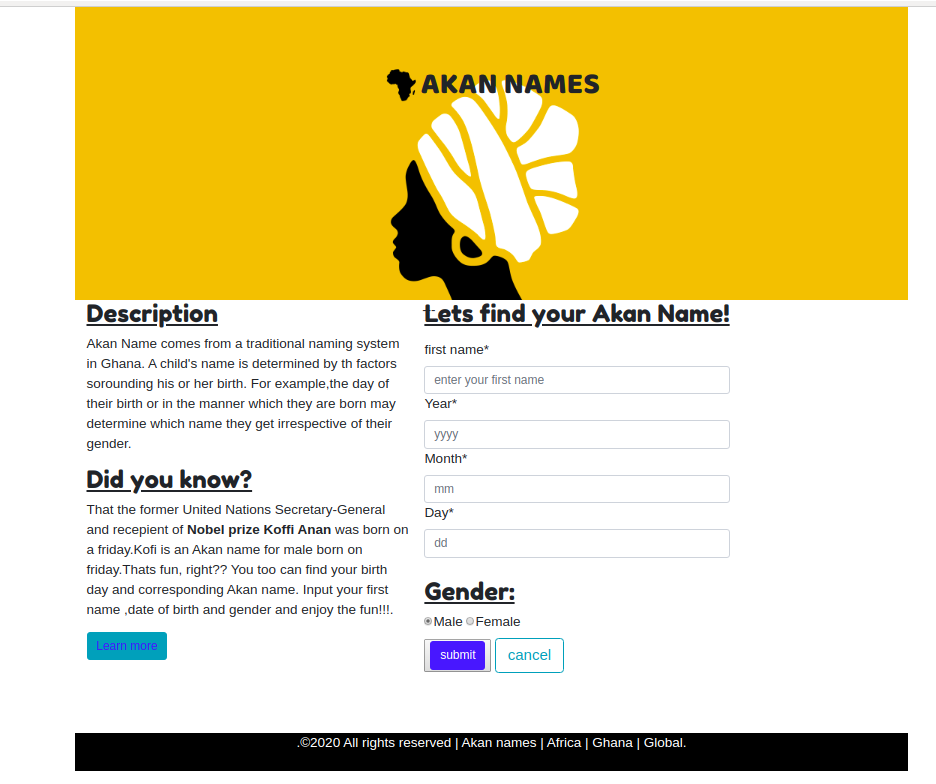 AKAN NAMES
Description
Akan Name comes from a traditional naming system
in Ghana. A child's name is determined by th factors
sorounding his or her birth. For example,the day of
their birth or in the manner which they are born may
determine which name they get irrespective of their
gender.
Did you know?
That the former United Nations Secretary-General
and recepient of Nobel prize Koffi Anan was born on
a friday.Kofi is an Akan name for male born on
friday.Thats fun, right?? You too can find your birth
day and corresponding Akan name. Input your first
name ,date of birth and gender and enjoy the fun!!!.
Learn more
Lets find your Akan Name!
first name*
enter your first name
Year*
yyyy
Month*
mm
Day*
dd
Gender:
Male Female
submit cancel
.©2020 All rights reserved | Akan names | Africa | Ghana | Global.